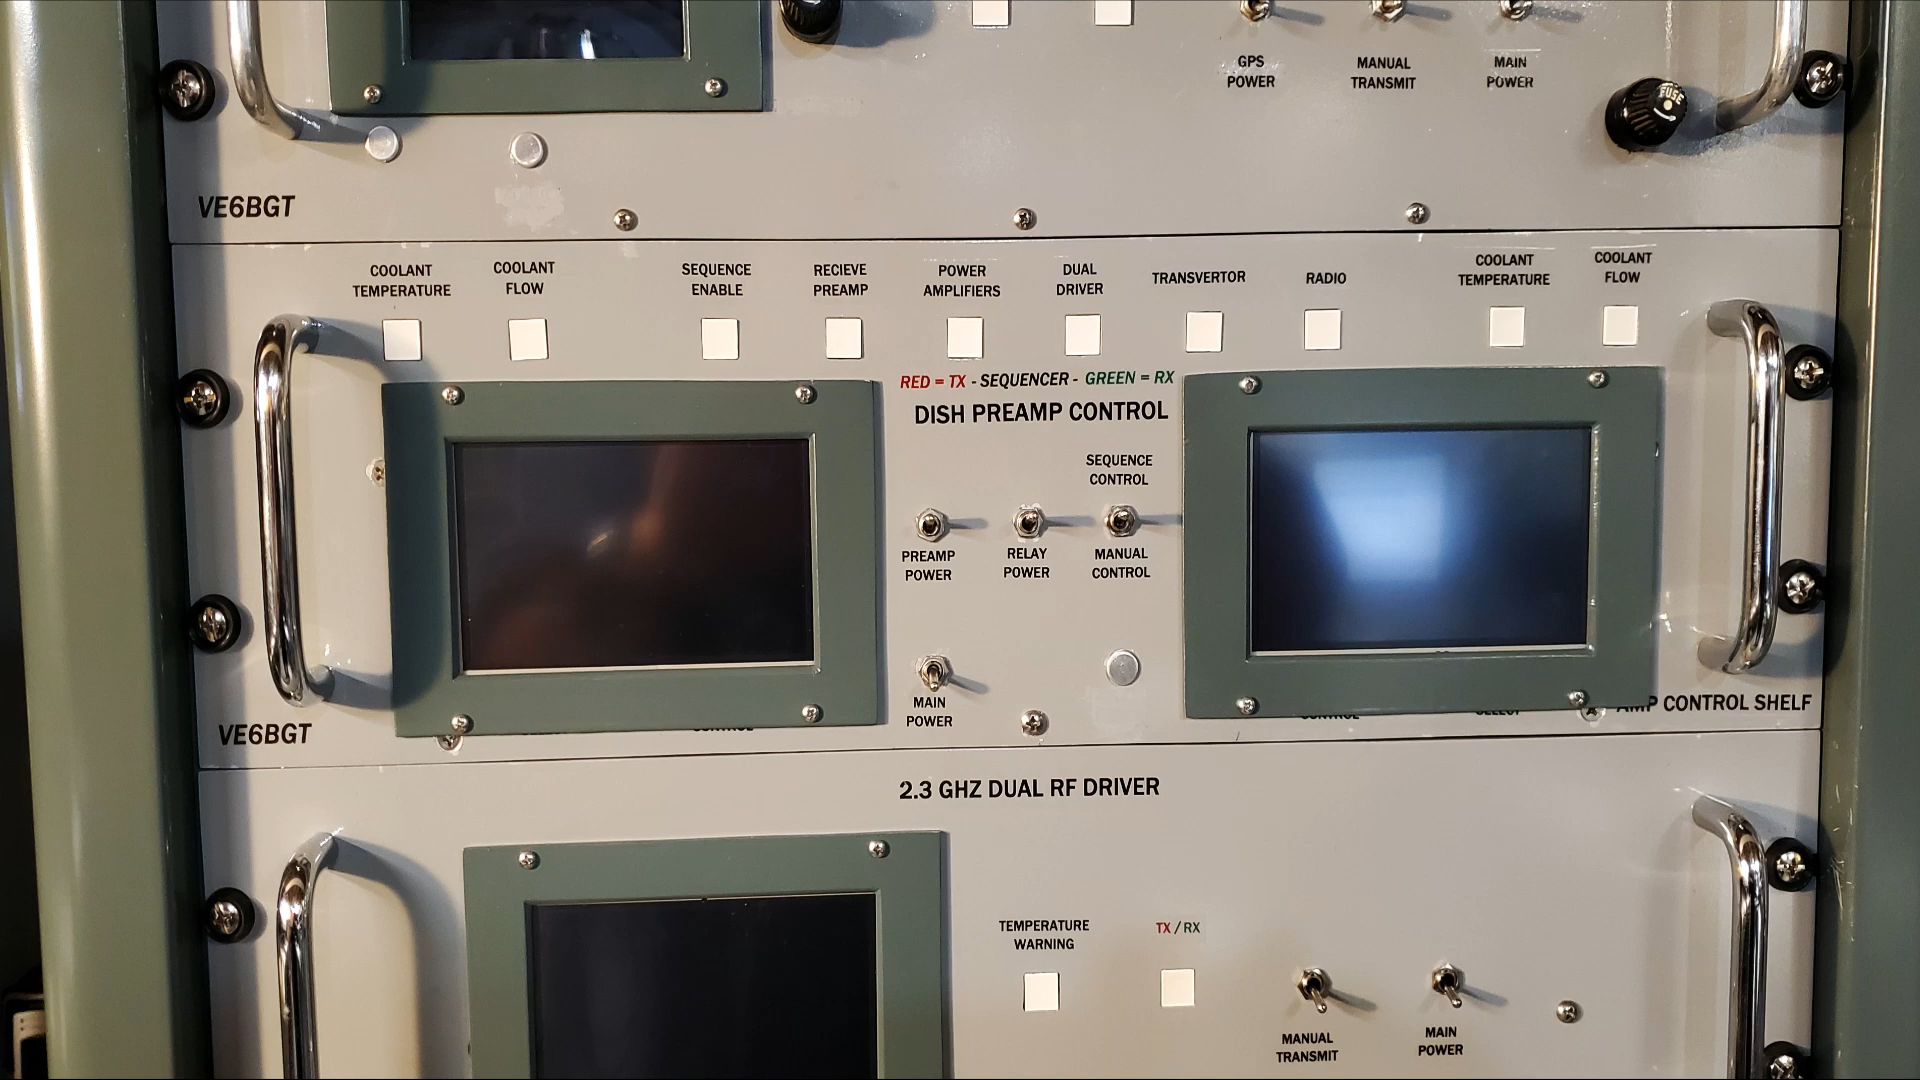 GPS
POWER
MANUAL
TRANSMIT
MAIN
POWER
FUSE
VE6BGT
COOLANT
TEMPERATURE
COOLANT
FLOW
SEQUENCE
ENABLE
RECIEVE
PREAMP
POWER
AMPLIFIERS
DUAL
DRIVER
TRANSVERTOR
RADIO
COOLANT
TEMPERATURE
COOLANT
FLOW
RED = TX - SEQUENCER - GREEN = RX
DISH PREAMP CONTROL
SEQUENCE
CONTROL
PREAMP
POWER
RELAY
POWER
MANUAL
CONTROL
MAIN
POWER
VE6BGT
AMP CONTROL SHELF
2.3 GHZ DUAL RF DRIVER
TEMPERATURE
WARNING
TX / RX
MANUAL
TRANSMIT
MAIN
POWER